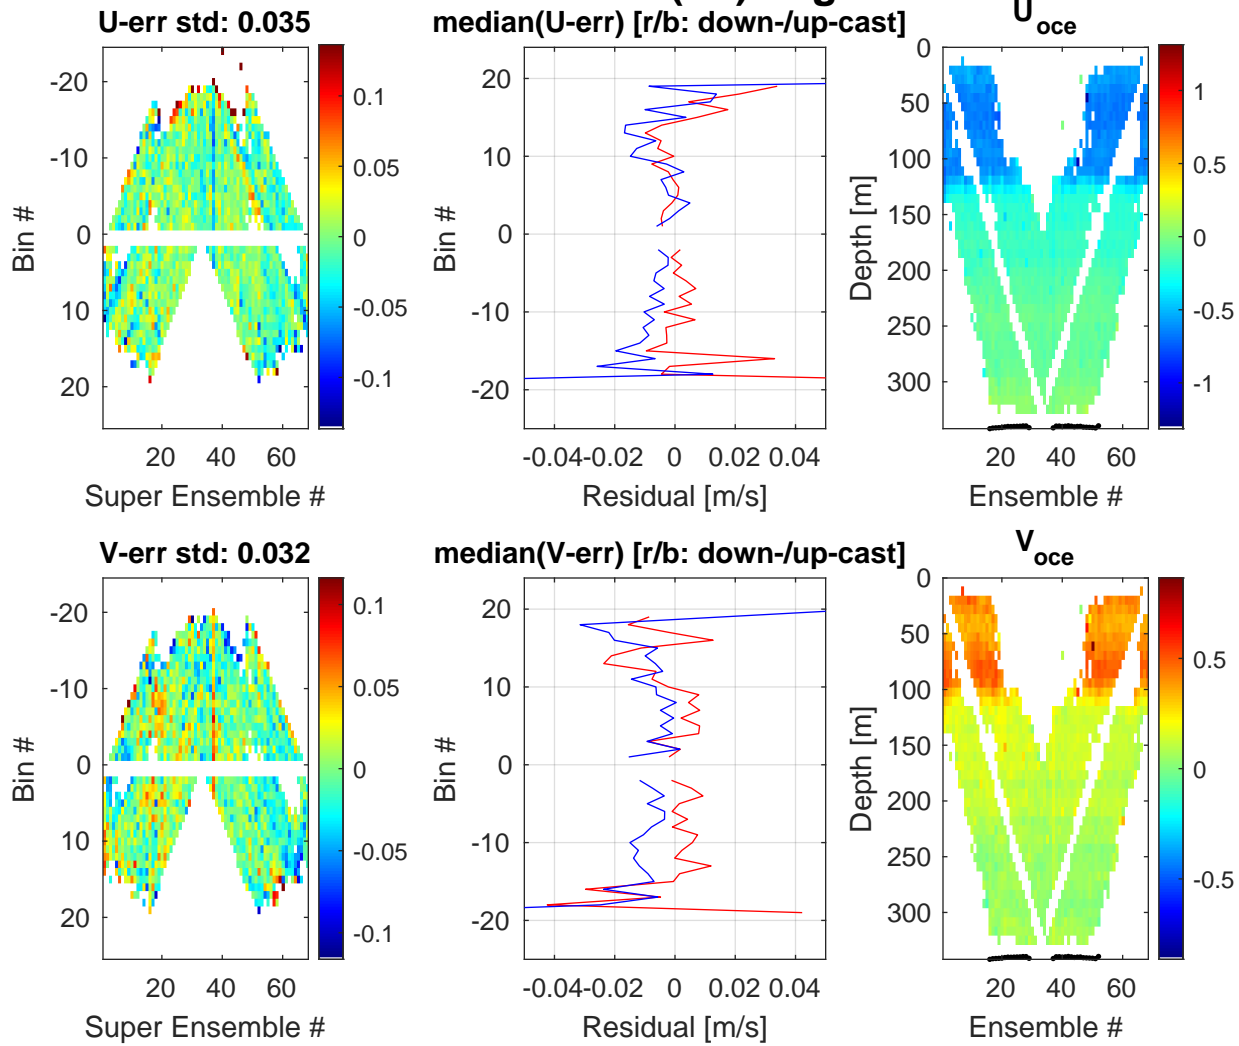 U-err std: 0.035
median(U-err) [r/b: down-/up-cast]
U oce
-20
-10
0
10
20
Bin #
20 40 60
Super Ensemble #
0.1
0.05
0
-0.05
-0.1
20
10
0
-10
-20
Bin #
-0.04 -0.02 0 0.02 0.04
Residual [m/s]
0
50
100
150
200
250
300
Depth [m]
20 40 60
Ensemble #
1
0.5
0
-0.5
-1
V-err std: 0.032
median(V-err) [r/b: down-/up-cast]
V oce
-20
-10
0
10
20
Bin #
20 40 60
Super Ensemble #
0.1
0.05
0
-0.05
-0.1
20
10
0
-10
-20
Bin #
-0.04 -0.02 0 0.02 0.04
Residual [m/s]
0
50
100
150
200
250
300
Depth [m]
20 40 60
Ensemble #
0.5
0
-0.5